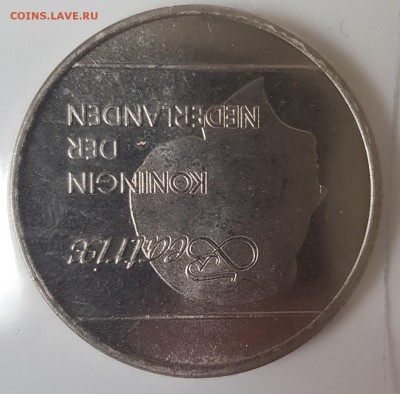 COINS.LAVE.RU
Beatrix
KONINGIN
DER
NEDERLANDEN